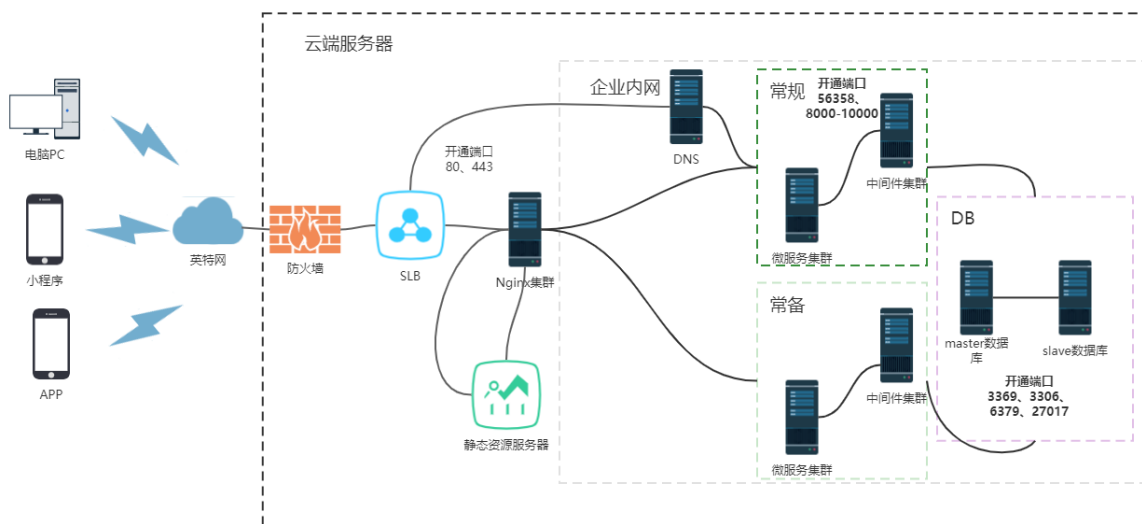 云端服务器
企业内网
常规
开通端口
56358、
8000-10000
电脑PC
开通端口
80、443
DNS
中间件集群
小程序
英特网
防火墙
SLB
Nginx集群
微服务集群
DB
常备
master数据
库
slave数据库
APP
中间件集群
开通端口
3369、3306、
6379、27017
静态资源服务器
微服务集群